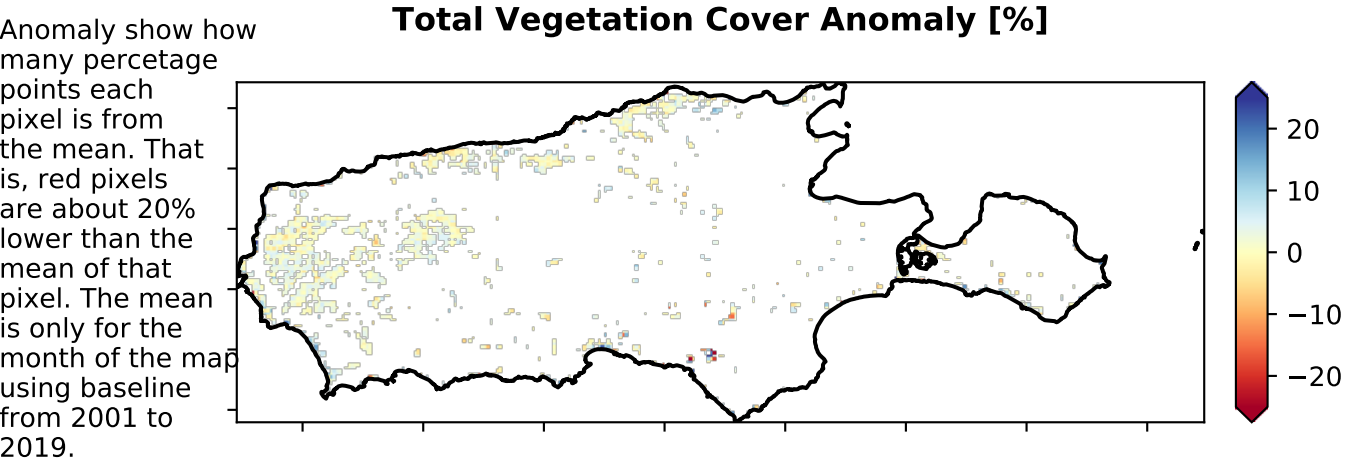 Total Vegetation Cover Anomaly [%]
Anomaly show how
many percetage
points each
pixel is from
the mean. That
is, red pixels
are about 20%
lower than the
mean of that
pixel. The mean
is only for the
month of the map
using baseline
from 2001 to
2019.
20
10
0
−10
−20